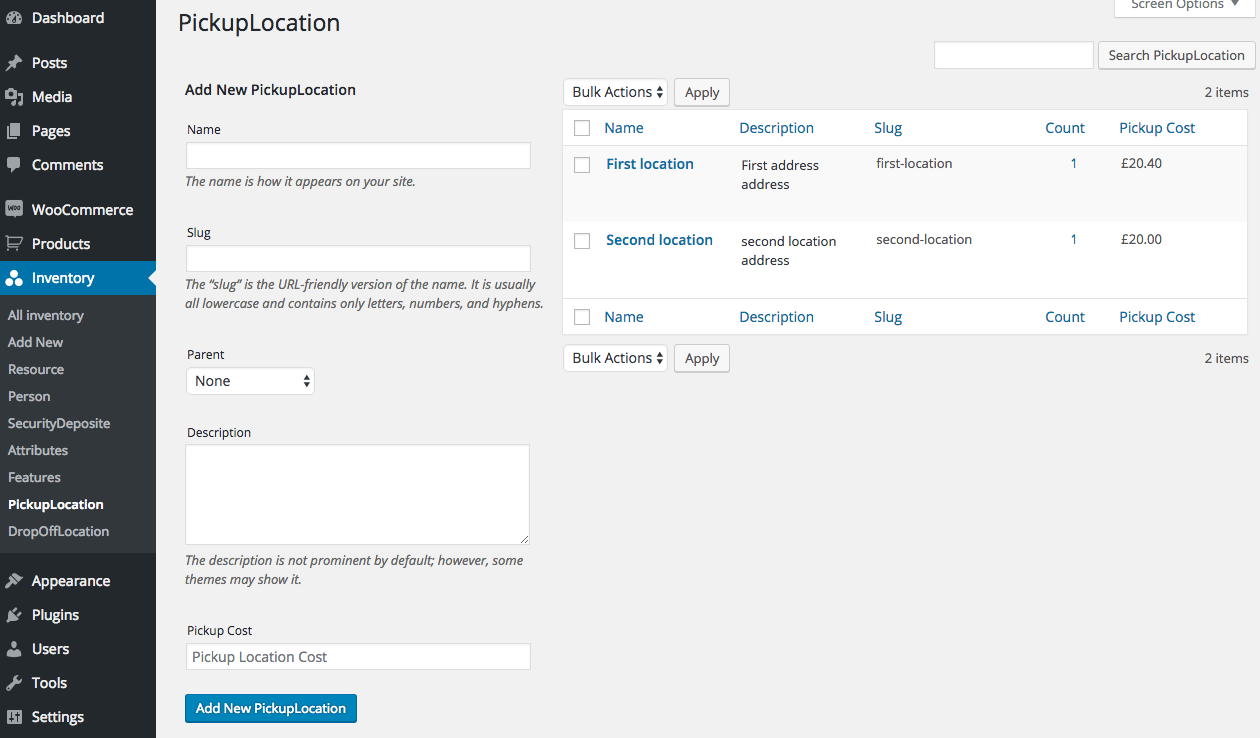 Dashboard
Posts
Media
Pages
Comments
WOO WooCommerce
Products
Inventory
All inventory
Add New
Resource
Person
SecurityDeposite
Attributes
Features
PickupLocation
DropOffLocation
Appearance
Plugins
Users
Tools
Settings
PickupLocation
Screen Options
Search PickupLocation
Add New PickupLocation
Name
The name is how it appears on your site.
Slug
The “slug” is the URL-friendly version of the name. It is usually
all lowercase and contains only letters, numbers, and hyphens.
Parent
None
Description
The description is not prominent by default; however, some
themes may show it.
Pickup Cost
Pickup Location Cost
Add New PickupLocation
Bulk Actions Apply 2 items
Name Description Slug Count Pickup Cost
First location First address first-location 1 £20.40
address
Second location second location second-location 1 £20.00
address
Name Description Slug Count Pickup Cost
Bulk Actions Apply 2 items